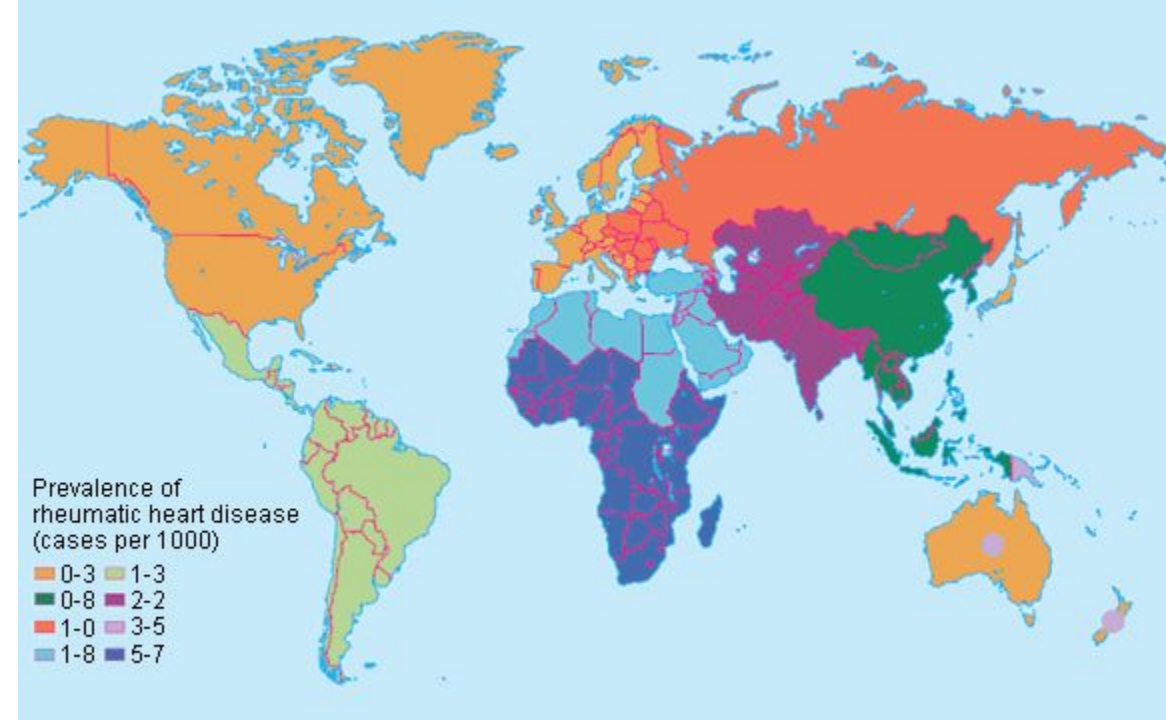 Prevalence of
rheumatic heart disease
(cases per 1000)
0-3 1-3
0-8 2-2
1-0 3-5
1-8 5-7